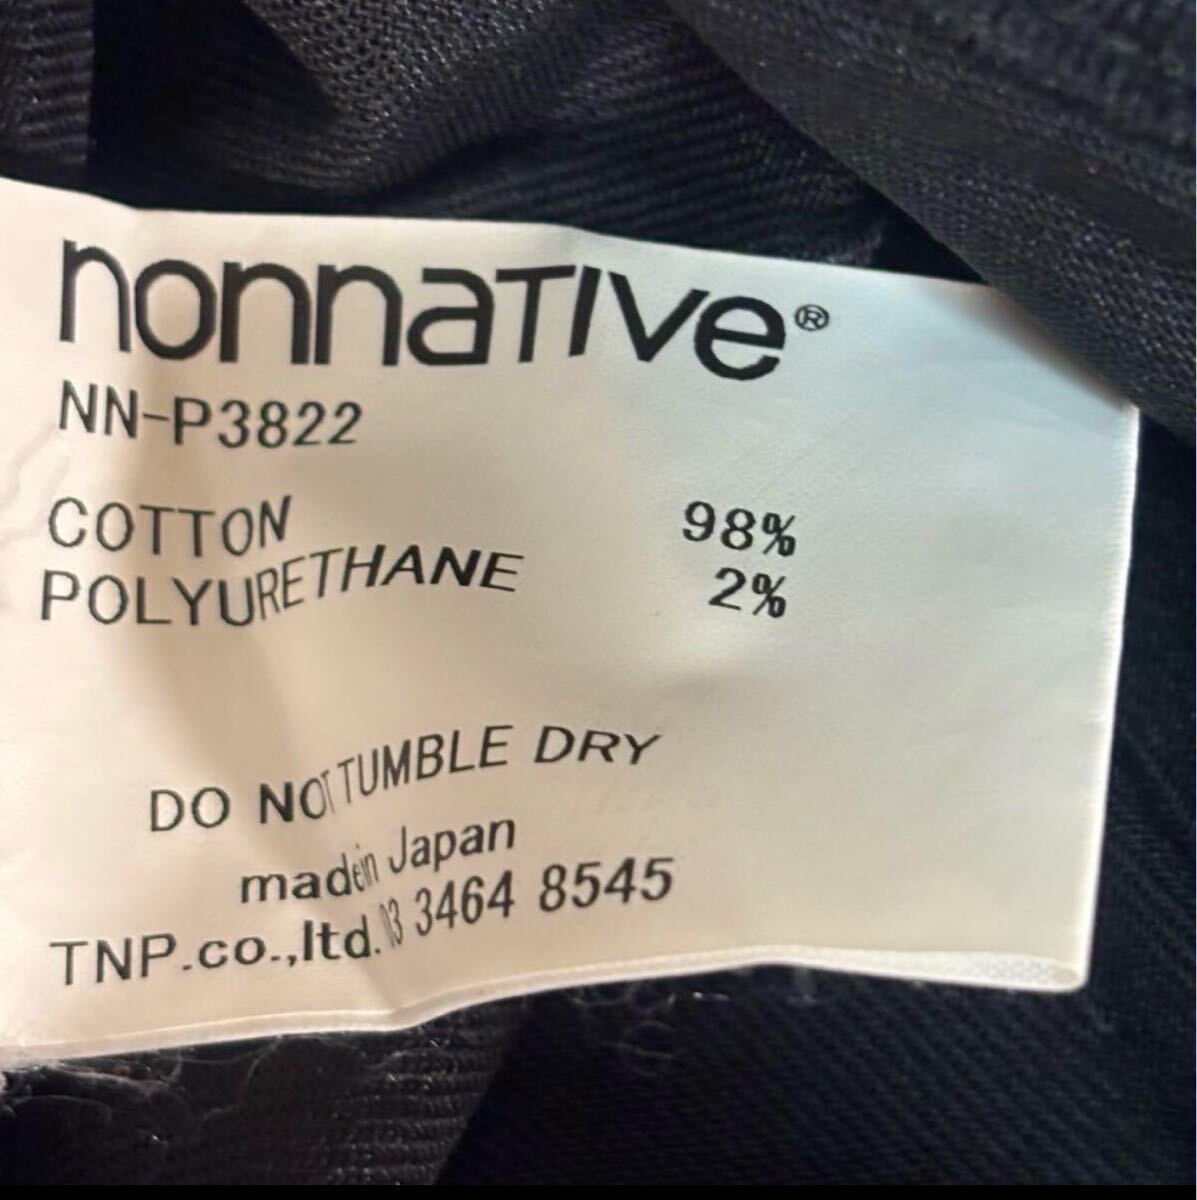 nonnaTIve®
NN-P3822
COTTON 98%
POLYURETHANE 2%
DO NOT TUMBLE DRY
made in Japan
TNP.co.,ltd. 03 3464 8545